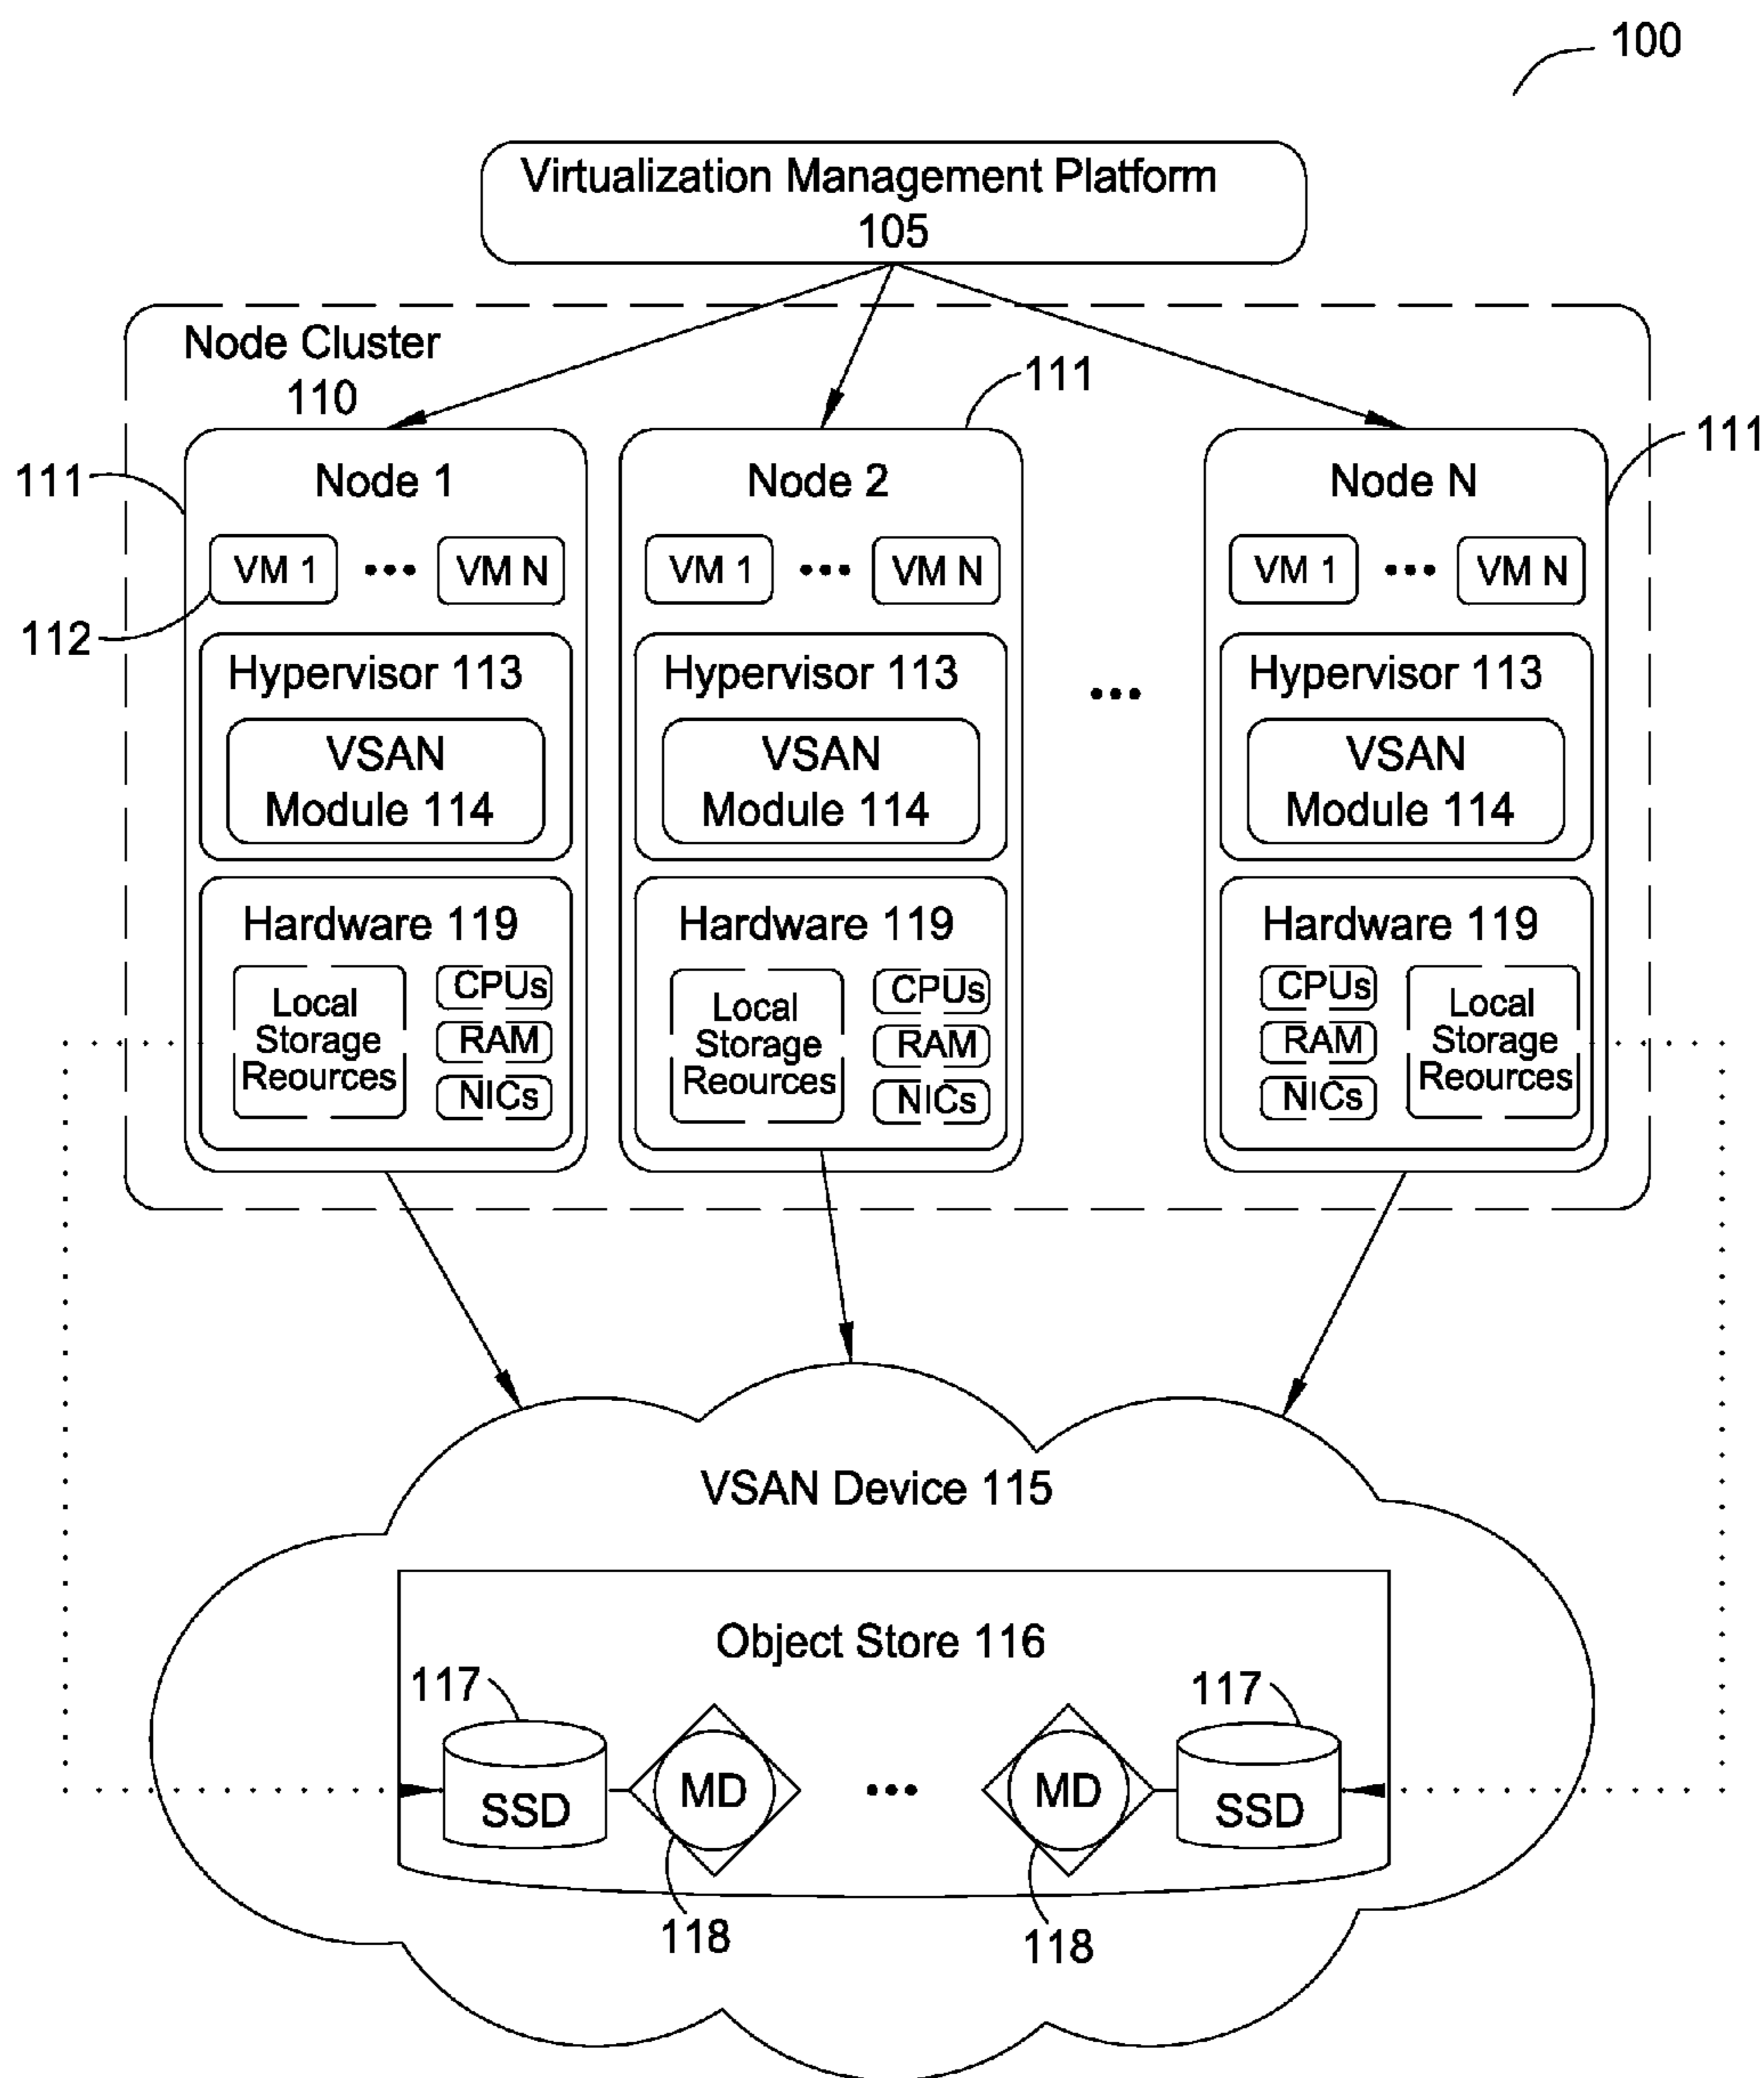 100
Virtualization Management Platform
105
Node Cluster
110
111
111
111
Node 1
VM 1 ••• VM N
112
Hypervisor 113
VSAN
Module 114
Hardware 119
Local
Storage
Reources
CPUs
RAM
NICs
Node 2
VM 1 ••• VM N
Hypervisor 113
VSAN
Module 114
Hardware 119
Local
Storage
Reources
CPUs
RAM
NICs
•••
Node N
VM 1 ••• VM N
Hypervisor 113
VSAN
Module 114
Hardware 119
CPUs
RAM
NICs
Local
Storage
Reources
VSAN Device 115
Object Store 116
117
117
SSD
MD
•••
MD
SSD
118
118